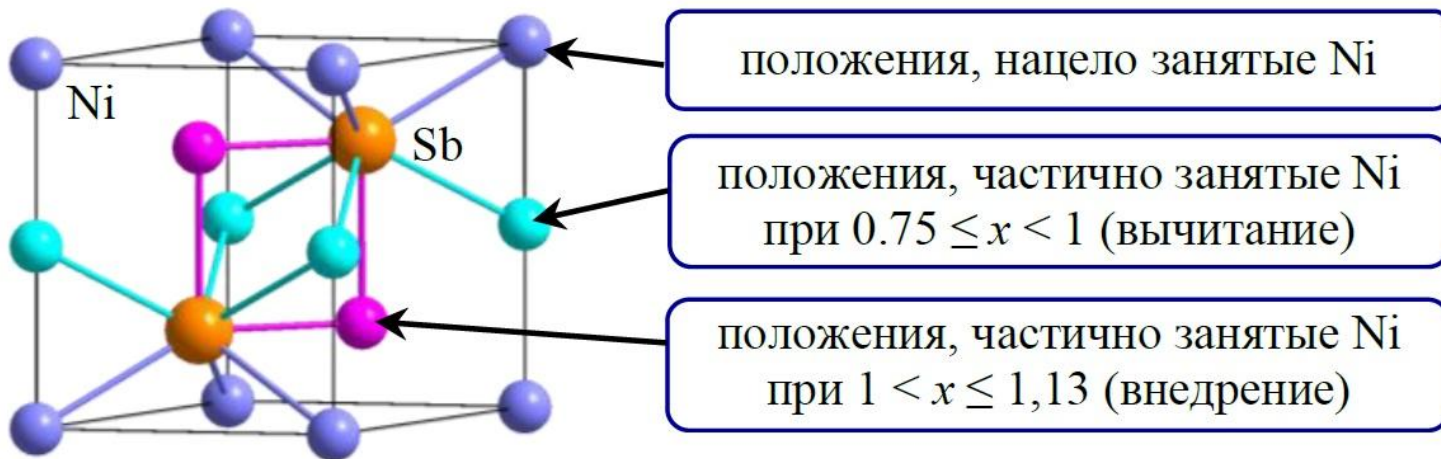 положения, нацело занятые Ni
Ni
Sb
положения, частично занятые Ni
при 0.75 ≤ x < 1 (вычитание)
положения, частично занятые Ni
при 1 < x ≤ 1,13 (внедрение)